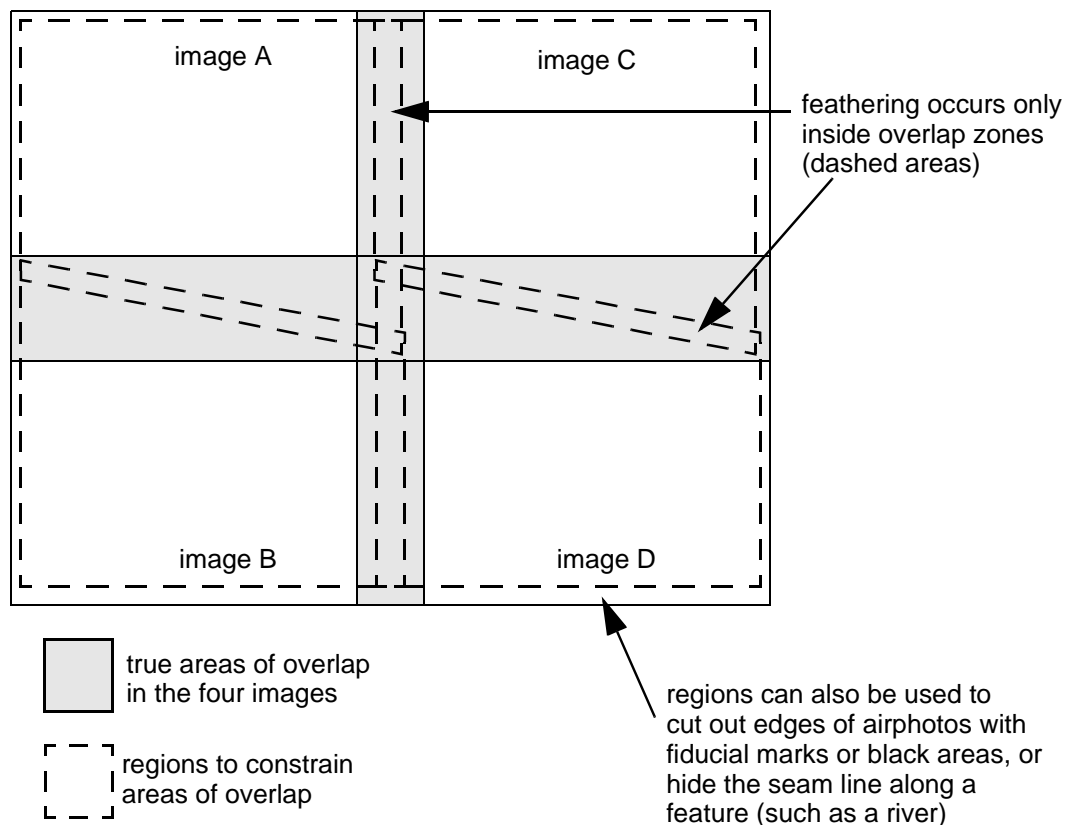 image A
image C
feathering occurs only
inside overlap zones
(dashed areas)
image B
image D
true areas of overlap
in the four images
regions to constrain
areas of overlap
regions can also be used to
cut out edges of airphotos with
fiducial marks or black areas, or
hide the seam line along a
feature (such as a river)